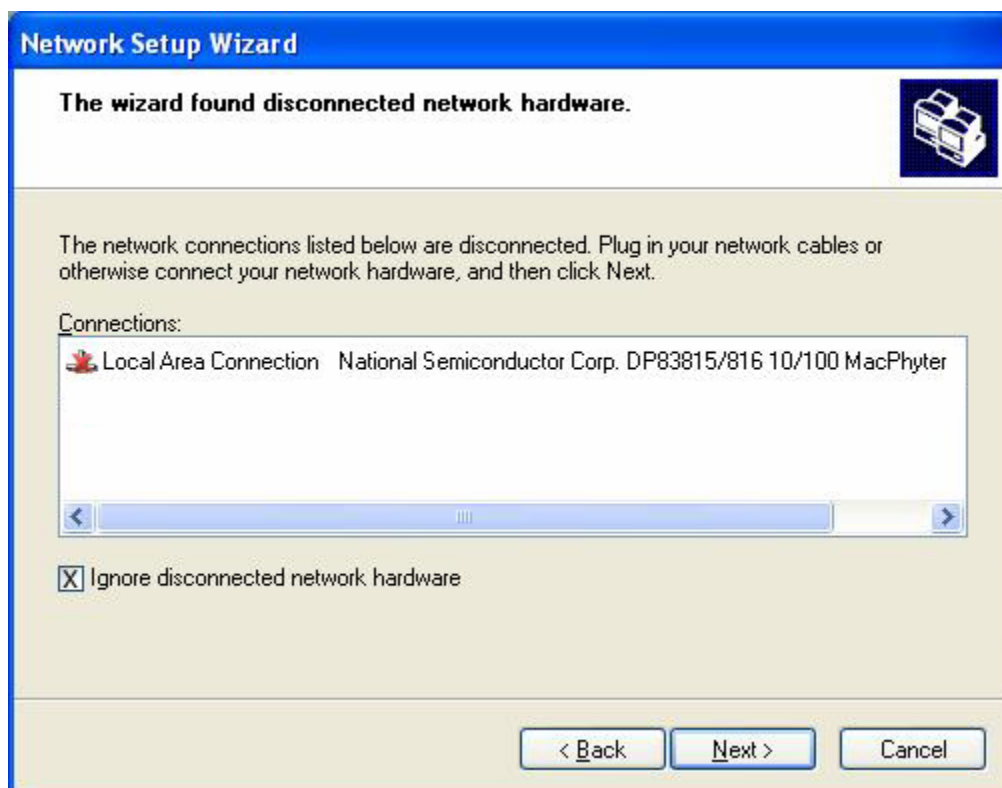 Network Setup Wizard
The wizard found disconnected network hardware.
The network connections listed below are disconnected. Plug in your network cables or
otherwise connect your network hardware, and then click Next.
Connections:
Local Area Connection National Semiconductor Corp. DP83815/816 10/100 MacPhyter
X Ignore disconnected network hardware
< Back Next > Cancel